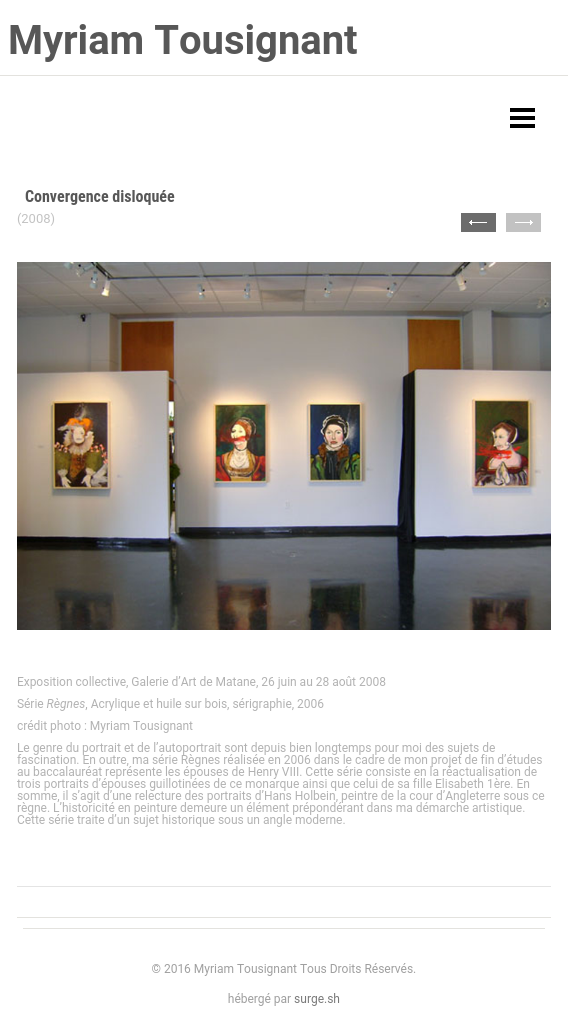 Myriam Tousignant
Convergence disloquée
(2008)
Exposition collective, Galerie d'Art de Matane, 26 juin au 28 août 2008
Série Règnes, Acrylique et huile sur bois, sérigraphie, 2006
crédit photo : Myriam Tousignant
Le genre du portrait et de l'autoportrait sont depuis bien longtemps pour moi des sujets de
fascination. En outre, ma série Règnes réalisée en 2006 dans le cadre de mon projet de fin d'études
au baccalauréat représente les épouses de Henry VIII. Cette série consiste en la réactualisation de
trois portraits d'épouses guillotinées de ce monarque ainsi que celui de sa fille Elisabeth 1ère. En
somme, il s'agit d'une relecture des portraits d'Hans Holbein, peintre de la cour d'Angleterre sous ce
règne. L'historicité en peinture demeure un élément prépondérant dans ma démarche artistique.
Cette série traite d'un sujet historique sous un angle moderne.
© 2016 Myriam Tousignant Tous Droits Réservés.
hébergé par surge.sh